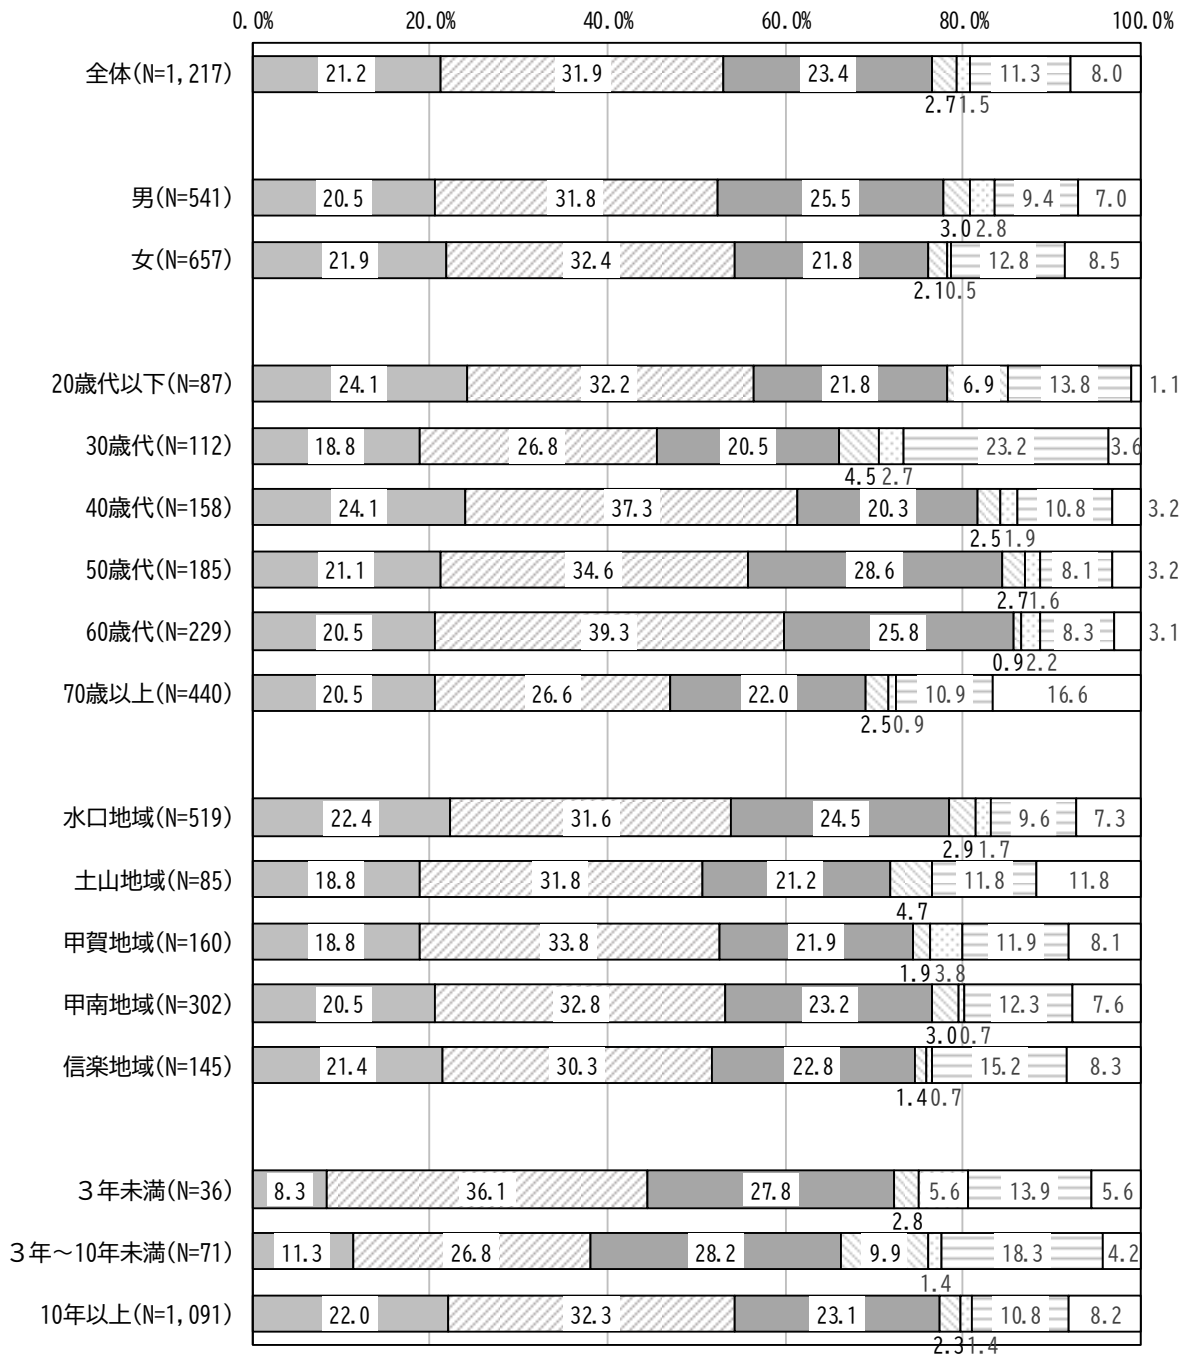 0.0% 20.0% 40.0% 60.0% 80.0% 100.0%
全体(N=1,217) 21.2 31.9 23.4 11.3 8.0
2.7 1.5
男(N=541) 20.5 31.8 25.5 9.4 7.0
3.0 2.8
女(N=657) 21.9 32.4 21.8 12.8 8.5
2.1 0.5
20歳代以下(N=87) 24.1 32.2 21.8 6.9 13.8 1.1
30歳代(N=112) 18.8 26.8 20.5 23.2 3.6
4.5 2.7
40歳代(N=158) 24.1 37.3 20.3 10.8 3.2
2.5 1.9
50歳代(N=185) 21.1 34.6 28.6 8.1 3.2
2.7 1.6
60歳代(N=229) 20.5 39.3 25.8 8.3 3.1
0.9 2.2
70歳以上(N=440) 20.5 26.6 22.0 10.9 16.6
2.5 0.9
水口地域(N=519) 22.4 31.6 24.5 9.6 7.3
2.9 1.7
土山地域(N=85) 18.8 31.8 21.2 11.8 11.8
4.7
甲賀地域(N=160) 18.8 33.8 21.9 11.9 8.1
1.9 3.8
甲南地域(N=302) 20.5 32.8 23.2 12.3 7.6
3.0 0.7
信楽地域(N=145) 21.4 30.3 22.8 15.2 8.3
1.4 0.7
３年未満(N=36) 8.3 36.1 27.8 5.6 13.9 5.6
2.8
３年～10年未満(N=71) 11.3 26.8 28.2 9.9 18.3 4.2
1.4
10年以上(N=1,091) 22.0 32.3 23.1 10.8 8.2
2.3 1.4